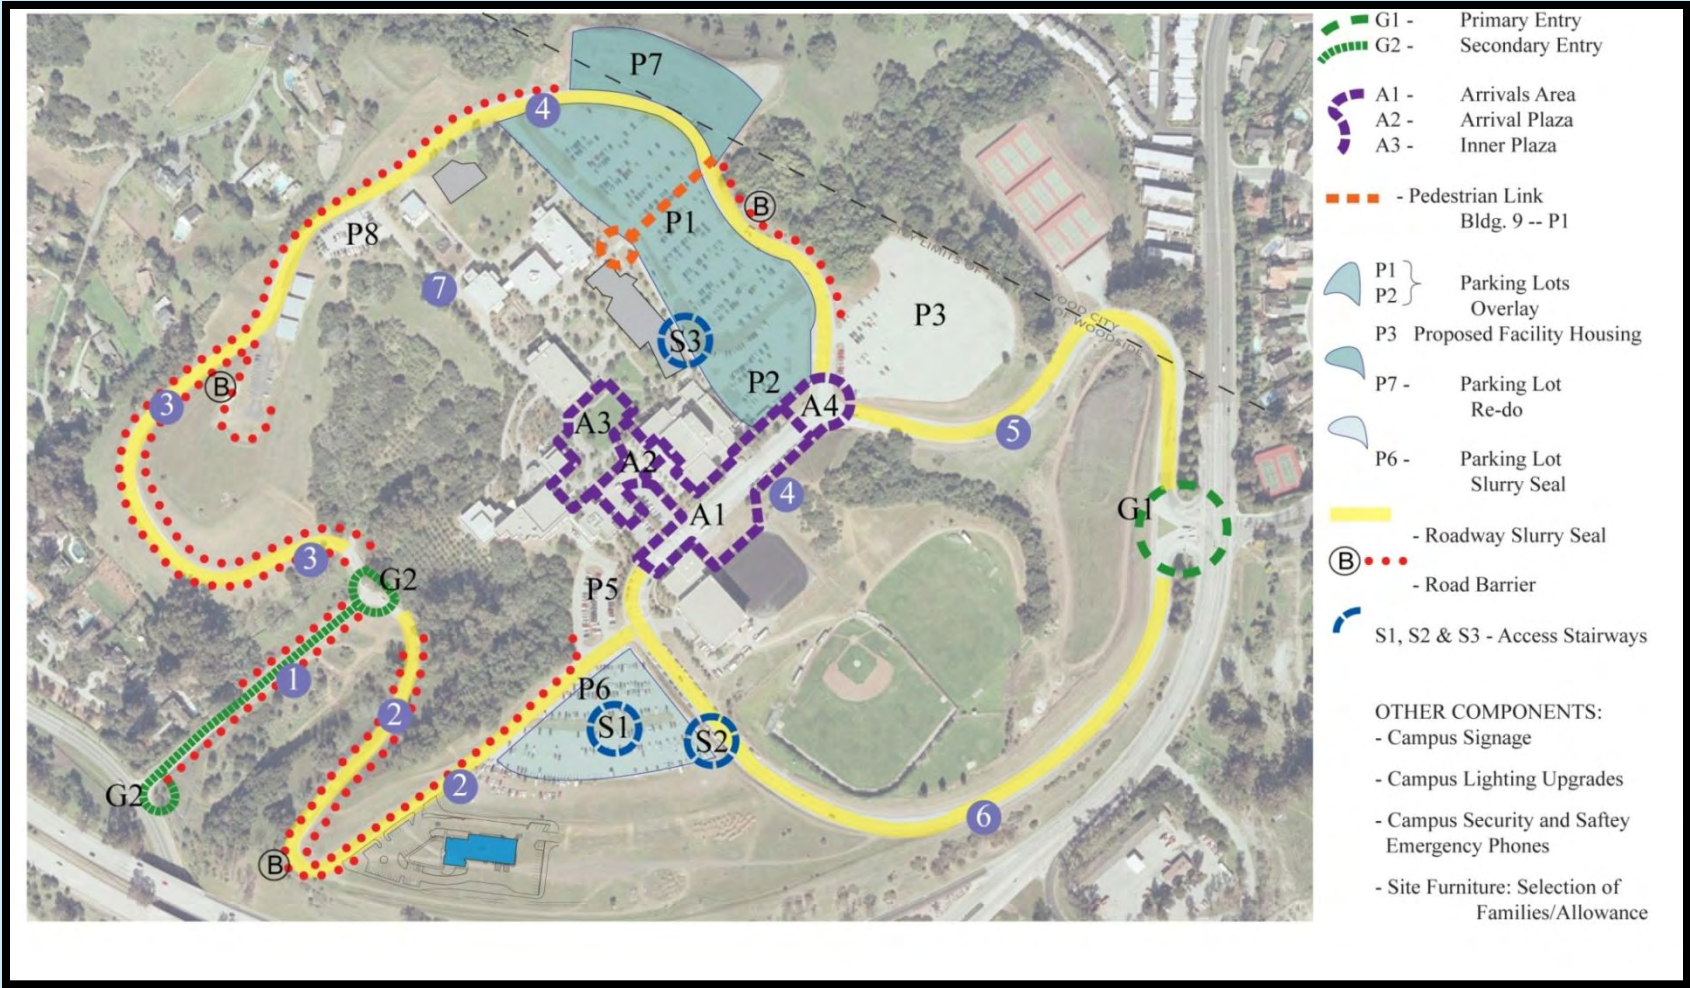 P7
4
P1
B
P8
7
P3
S3
P2
B
3
A3
A4
A2
5
4
A1
G1
3
G2
P5
1
P6
2
S1
S2
G2
2
6
B
CITY LIMITS OF
WOOD CITY
OF WOODSIDE
G1 - Primary Entry
G2 - Secondary Entry
A1 - Arrivals Area
A2 - Arrival Plaza
A3 - Inner Plaza
- Pedestrian Link
Bldg. 9 -- P1
P1
P2
Parking Lots
Overlay
P3 Proposed Facility Housing
P7 - Parking Lot
Re-do
P6 - Parking Lot
Slurry Seal
- Roadway Slurry Seal
B
- Road Barrier
S1, S2 & S3 - Access Stairways
OTHER COMPONENTS:
- Campus Signage
- Campus Lighting Upgrades
- Campus Security and Saftey
Emergency Phones
- Site Furniture: Selection of
Families/Allowance